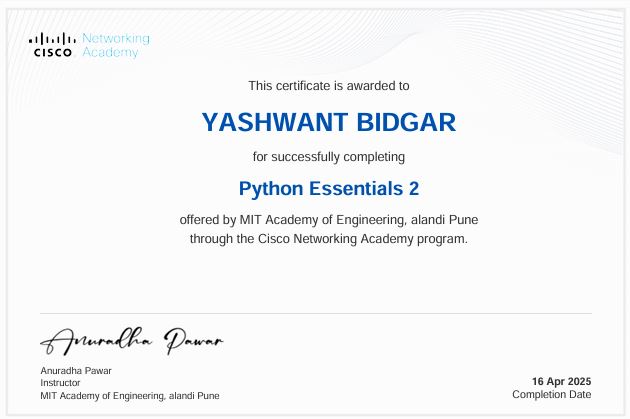 Networking
CISCO Academy
This certificate is awarded to
YASHWANT BIDGAR
for successfully completing
Python Essentials 2
offered by MIT Academy of Engineering, alandi Pune
through the Cisco Networking Academy program.
Anuradha Pawar
Anuradha Pawar
Instructor
MIT Academy of Engineering, alandi Pune
16 Apr 2025
Completion Date